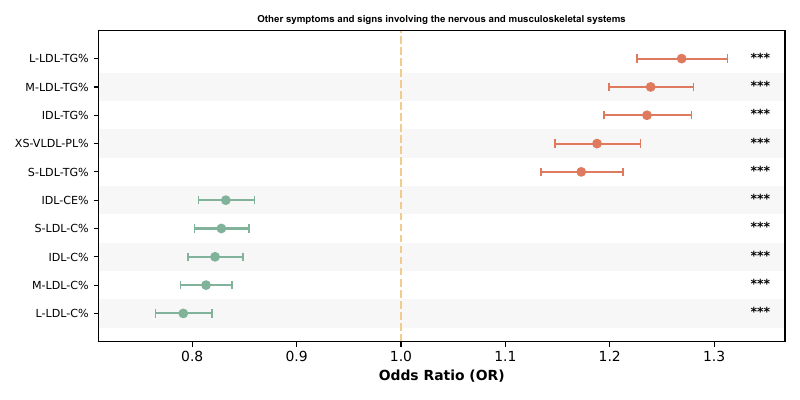 Other symptoms and signs involving the nervous and musculoskeletal systems
L-LDL-TG% ***
M-LDL-TG% ***
IDL-TG% ***
XS-VLDL-PL% ***
S-LDL-TG% ***
IDL-CE% ***
S-LDL-C% ***
IDL-C% ***
M-LDL-C% ***
L-LDL-C% ***
0.8 0.9 1.0 1.1 1.2 1.3
Odds Ratio (OR)